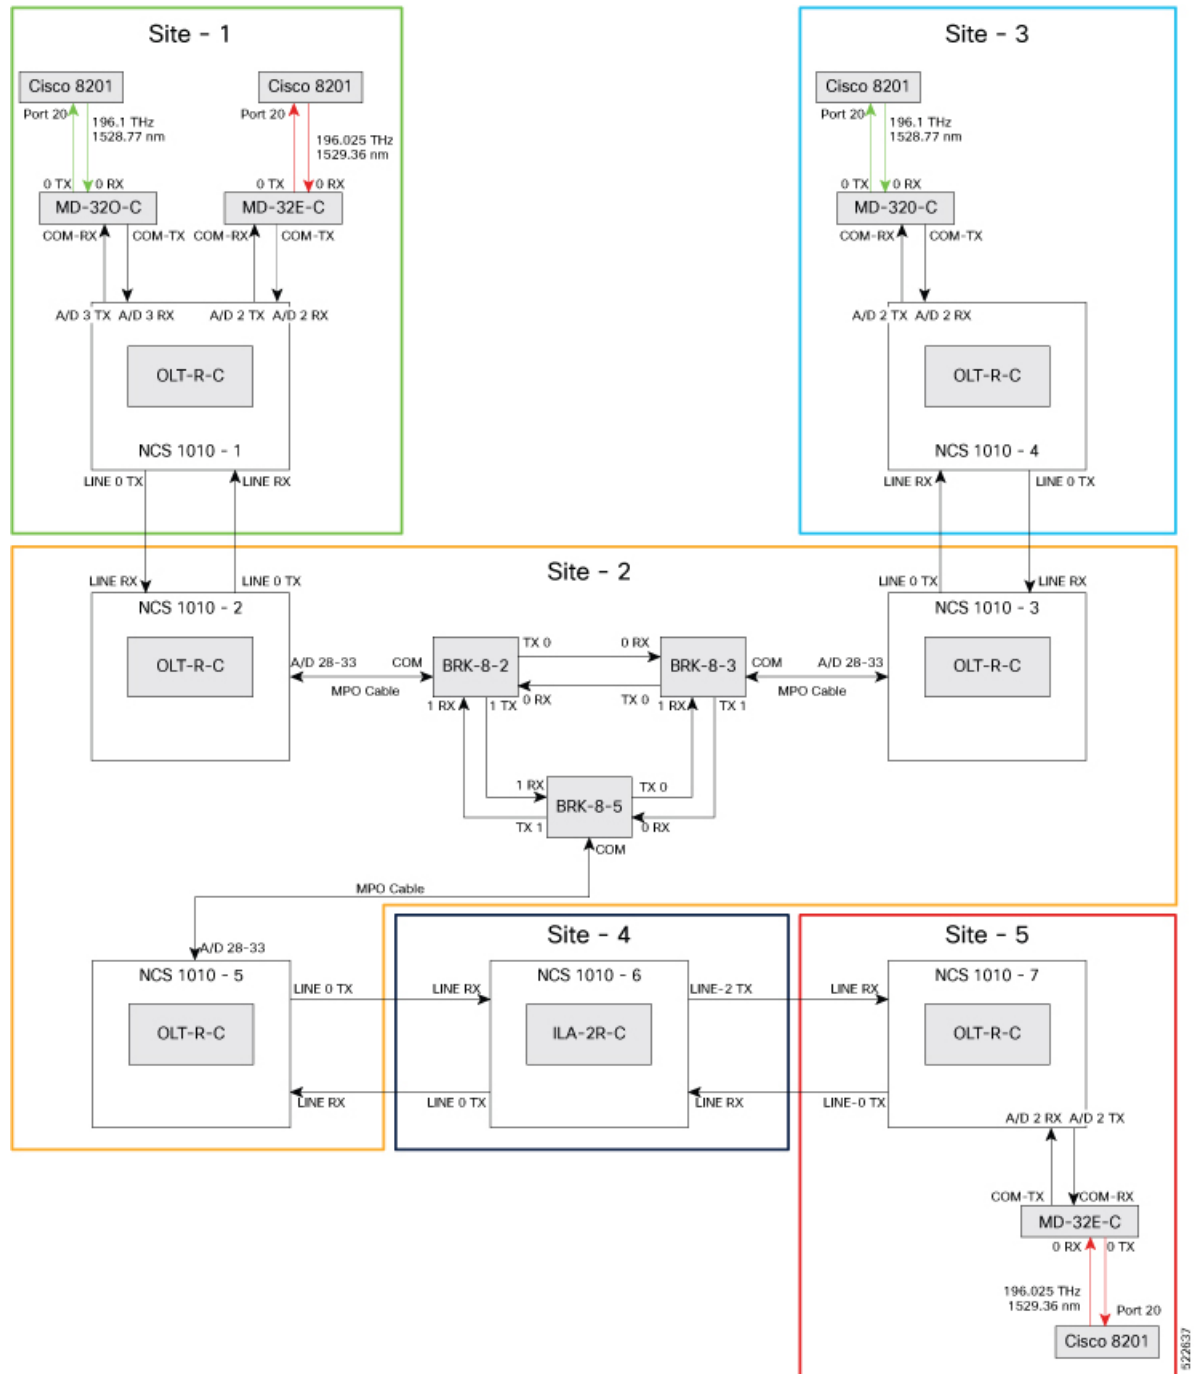 Site - 1
Cisco 8201
Cisco 8201
Port 20
196.1 THz
1528.77 nm
Port 20
196.025 THz
1529.36 nm
0 TX
0 RX
0 TX
0 RX
MD-32O-C
MD-32E-C
COM-RX
COM-TX
COM-RX
COM-TX
A/D 3 TX
A/D 3 RX
A/D 2 TX
A/D 2 RX
OLT-R-C
NCS 1010 - 1
LINE 0 TX
LINE RX
Site - 3
Cisco 8201
Port 20
196.1 THz
1528.77 nm
0 TX
0 RX
MD-320-C
COM-RX
COM-TX
A/D 2 TX
A/D 2 RX
OLT-R-C
NCS 1010 - 4
LINE RX
LINE 0 TX
Site - 2
LINE RX
LINE 0 TX
NCS 1010 - 2
OLT-R-C
A/D 28-33
COM
MPO Cable
BRK-8-2
TX 0
0 RX
BRK-8-3
0 RX
TX 0
1 RX
1 TX
1 RX
TX 1
COM
A/D 28-33
MPO Cable
LINE 0 TX
LINE RX
NCS 1010 - 3
OLT-R-C
1 RX
TX 0
BRK-8-5
TX 1
0 RX
COM
MPO Cable
A/D 28-33
NCS 1010 - 5
OLT-R-C
LINE 0 TX
LINE RX
Site - 4
LINE RX
NCS 1010 - 6
LINE-2 TX
ILA-2R-C
LINE 0 TX
LINE RX
Site - 5
LINE RX
NCS 1010 - 7
OLT-R-C
LINE-0 TX
A/D 2 RX
A/D 2 TX
COM-TX
COM-RX
MD-32E-C
0 RX
0 TX
196.025 THz
1529.36 nm
Port 20
Cisco 8201
522637